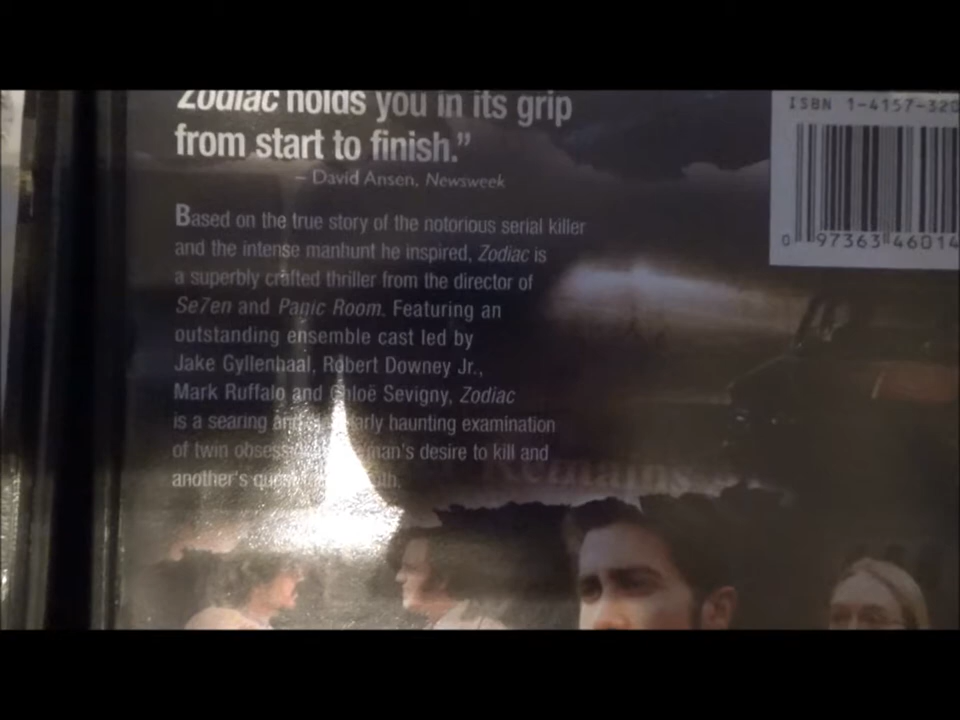 Zodiac holds you in its grip
from start to finish."
– David Ansen, Newsweek
Based on the true story of the notorious serial killer
and the intense manhunt he inspired, Zodiac is
a superbly crafted thriller from the director of
Se7en and Panic Room. Featuring an
outstanding ensemble cast led by
Jake Gyllenhaal, Robert Downey Jr.,
Mark Ruffalo and Chloë Sevigny, Zodiac
is a searing and haunting examination
of twin man's desire to kill and
another's
Remains
ISBN 1-4157-320
0 97363 46014